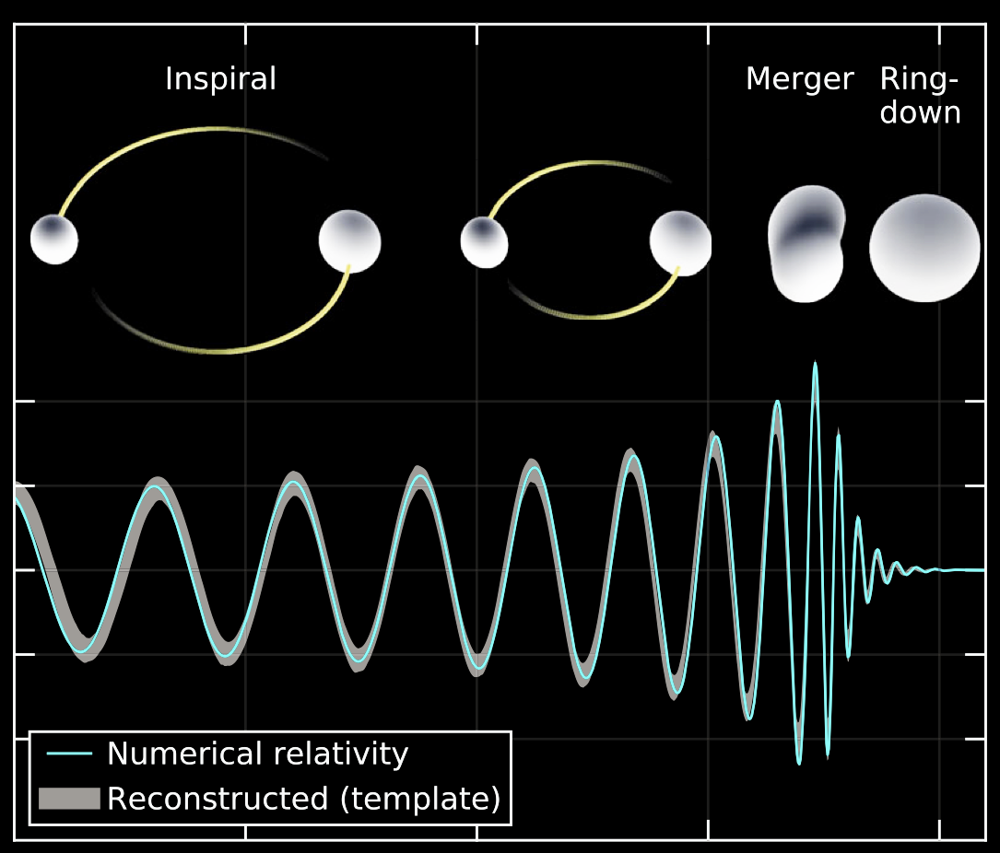 Inspiral
Merger
Ring-
down
Numerical relativity
Reconstructed (template)